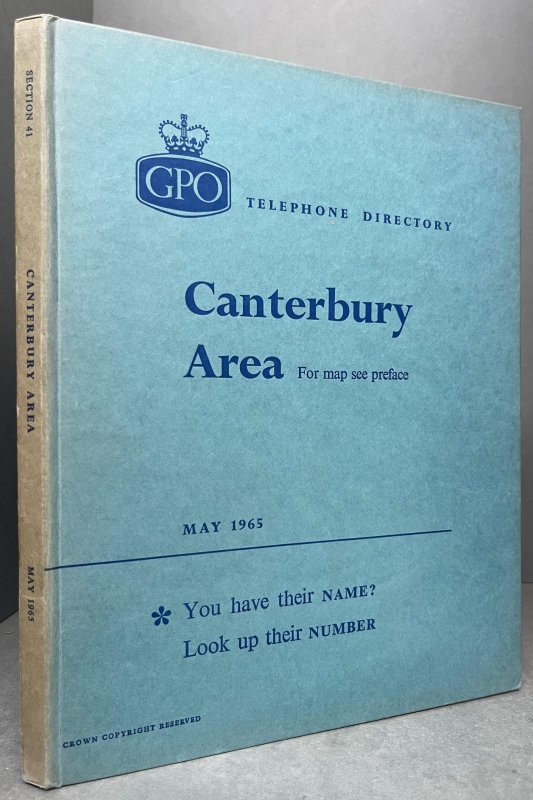 SECTION 41
CANTERBURY AREA
MAY 1965
GPO
TELEPHONE DIRECTORY
Canterbury
Area For map see preface
MAY 1965
* You have their NAME?
Look up their NUMBER
CROWN COPYRIGHT RESERVED